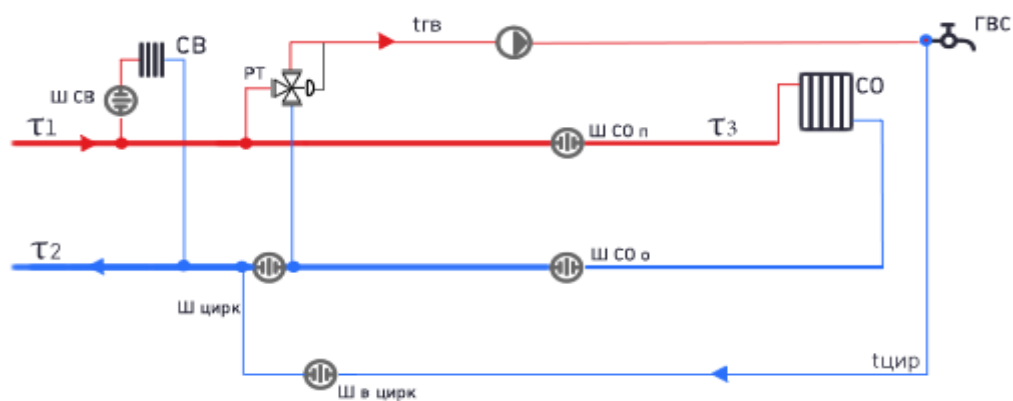 tгв
ГВС
СВ
РТ
Ш СВ
СО
τ1
Ш СО п
τ3
τ2
Ш СО о
Ш цирк
tцир
Ш в цирк